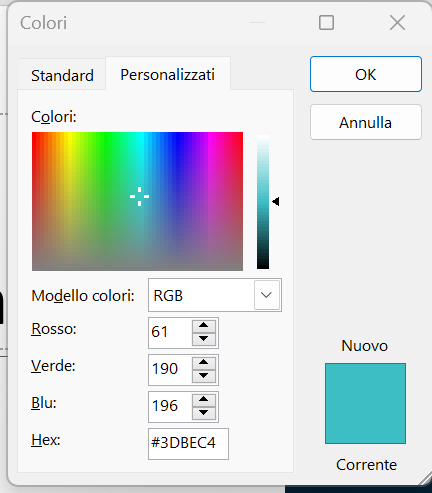 Colori
Standard Personalizzati
OK
Annulla
Colori:
Modello colori: RGB
Rosso: 61
Verde: 190
Blu: 196
Hex: #3DBEC4
Nuovo
Corrente